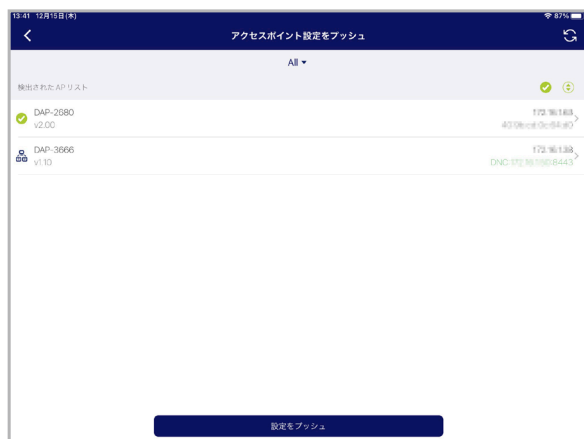 13:41 12月15日(木)
87%
アクセスポイント設定をプッシュ
All
検出されたAPリスト
DAP-2680
v2.00
DAP-3666
v1.10
DNC
8443
設定をプッシュ